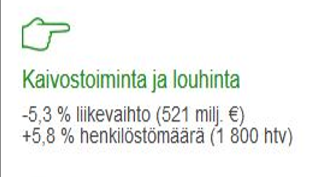 Kaivostoiminta ja louhinta
-5,3 % liikevaihto (521 milj. €)
+5,8 % henkilöstömäärä (1 800 htv)